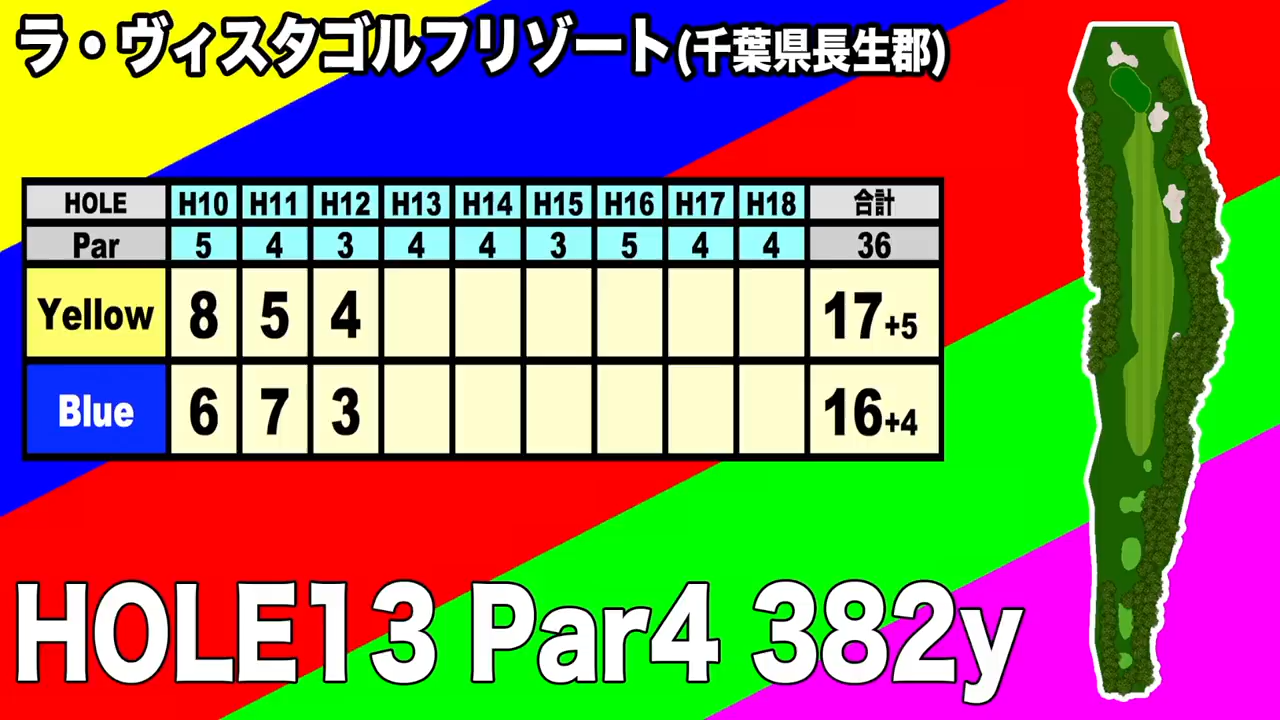 ラ・ヴィスタゴルフリゾート(千葉県長生郡)
HOLE H10 H11 H12 H13 H14 H15 H16 H17 H18 合計
Par 5 4 3 4 4 3 5 4 4 36
Yellow 8 5 4 17+5
Blue 6 7 3 16+4
HOLE13 Par4 382y